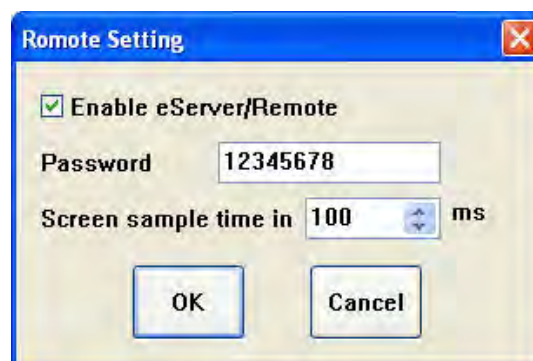 Romote Setting
Enable eServer/Remote
Password 12345678
Screen sample time in 100 ms
OK Cancel